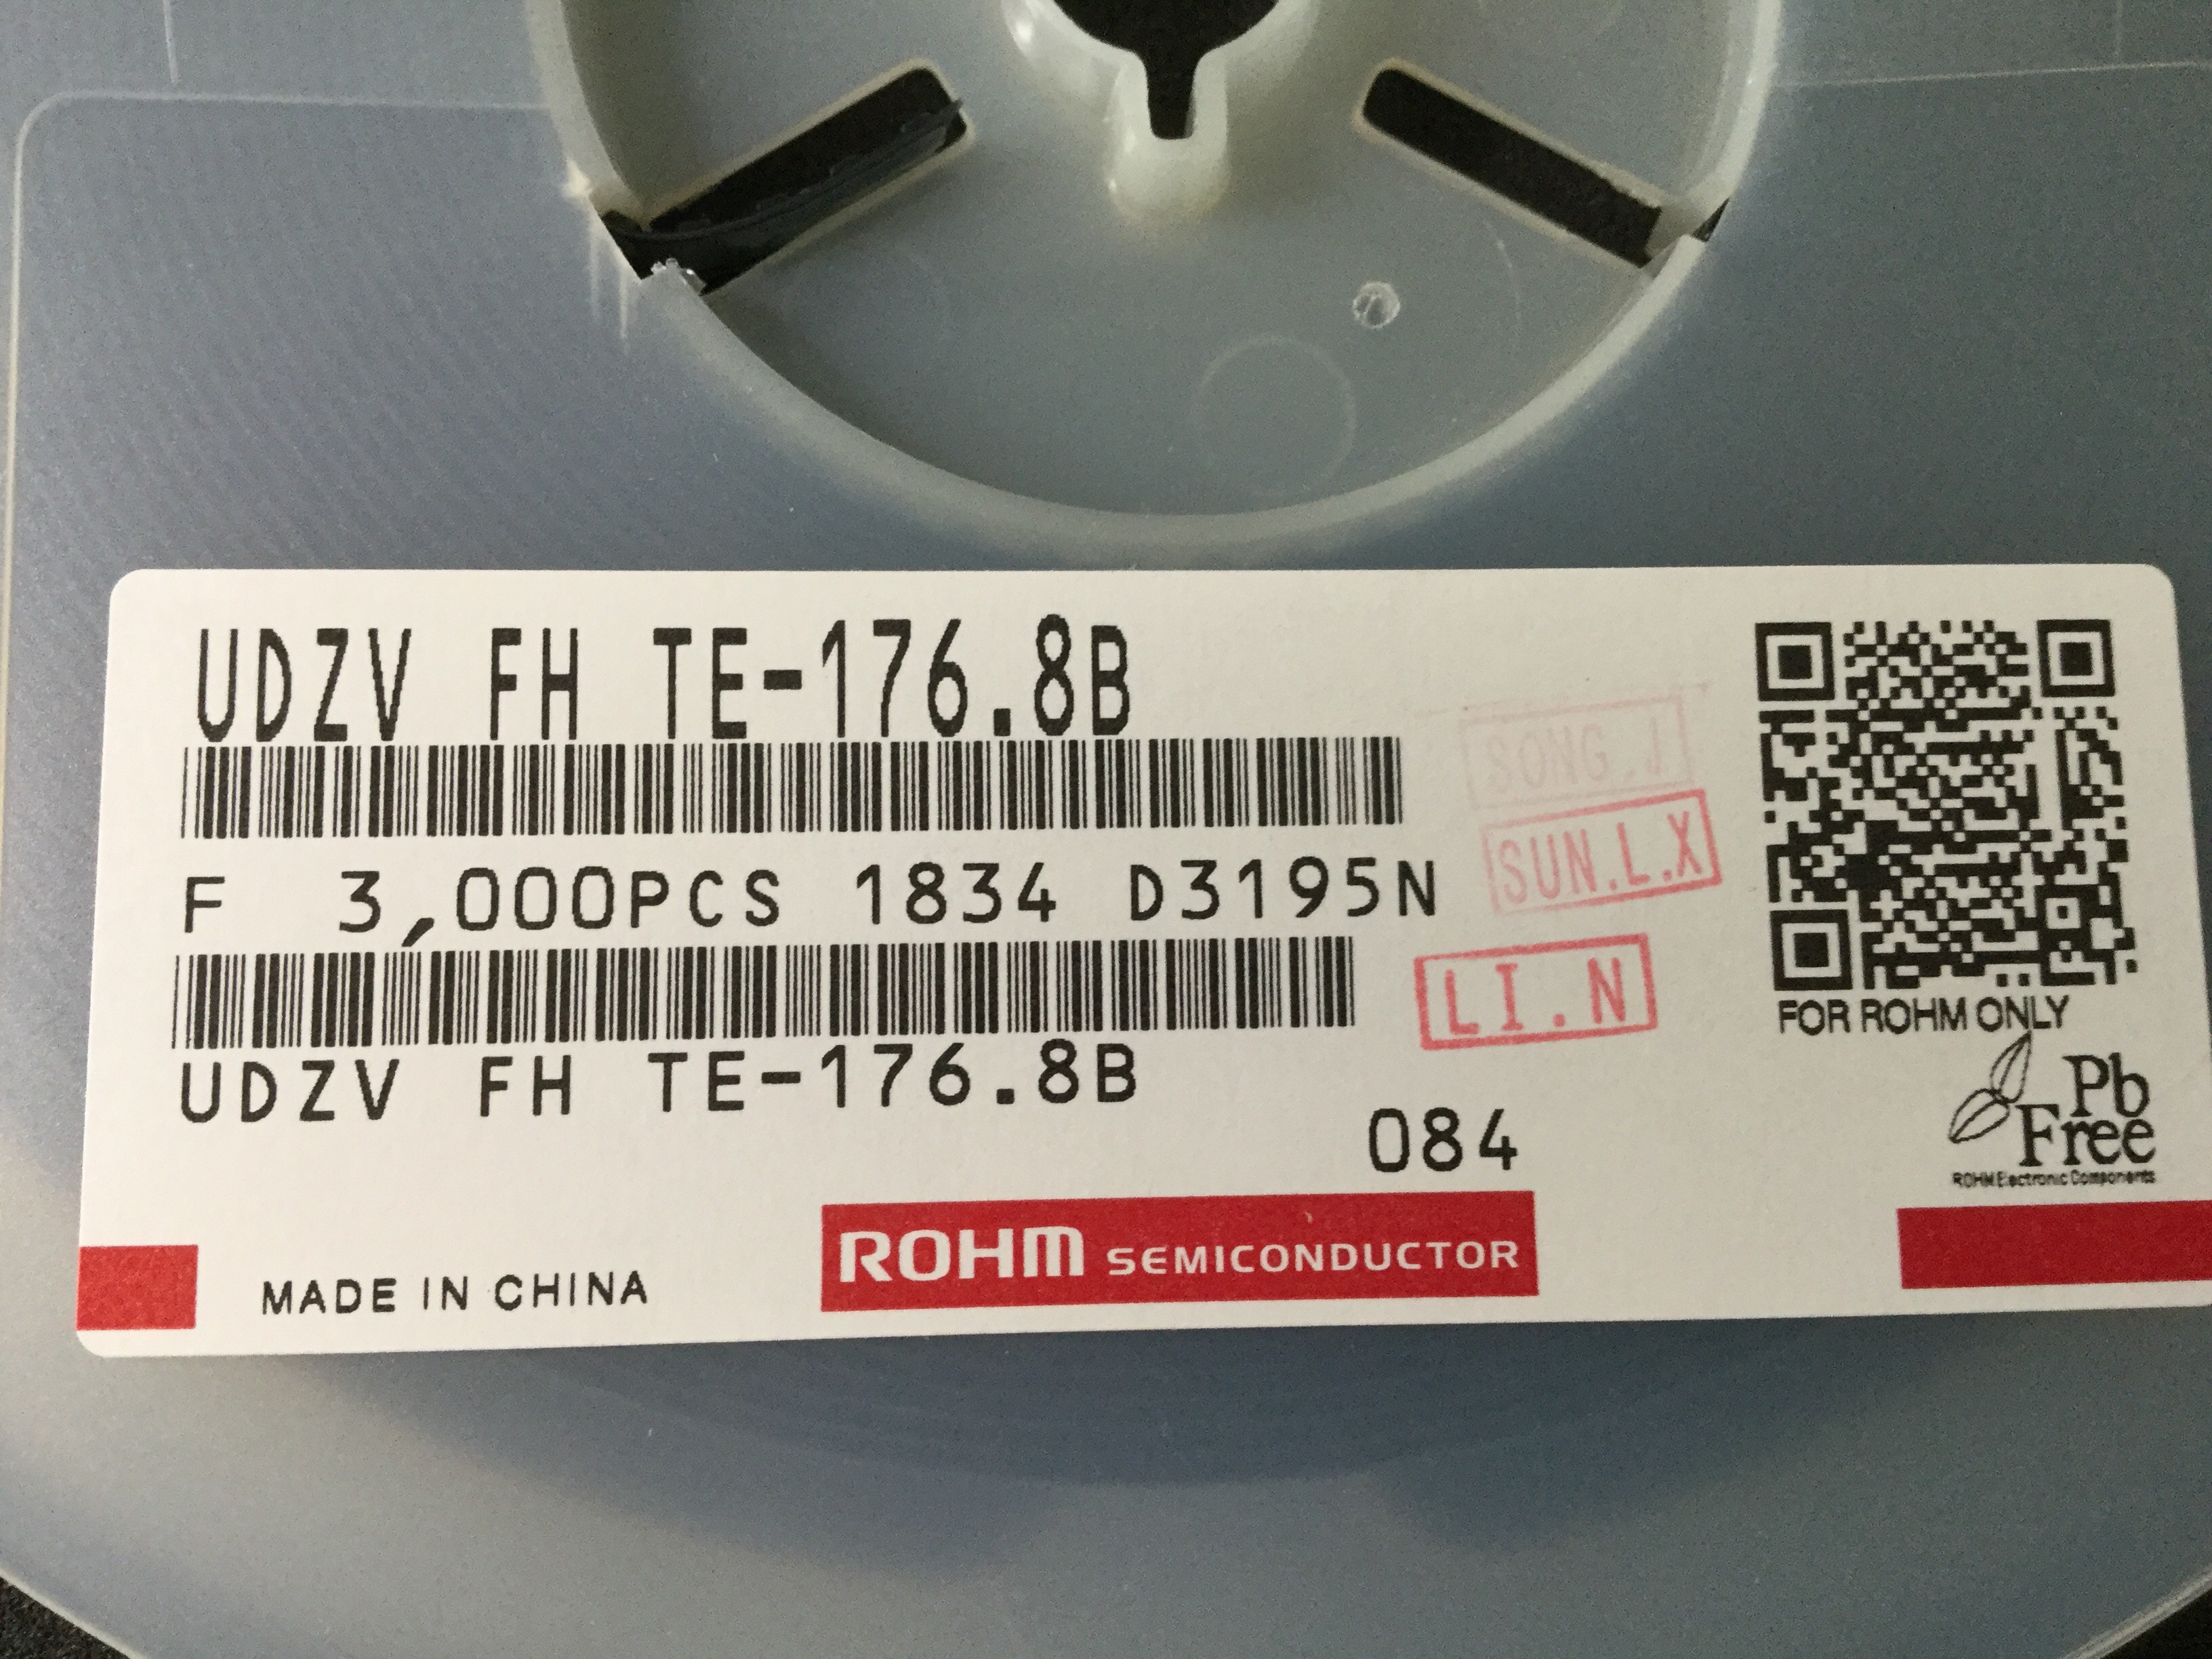 UDZV FH TE-176.8B
SONG.J
SUN.L.X
F 3,000PCS 1834 D3195N
LI.N
FOR ROHM ONLY
UDZV FH TE-176.8B
084
Pb
Free
ROHM Electronic Components
MADE IN CHINA
ROHM SEMICONDUCTOR